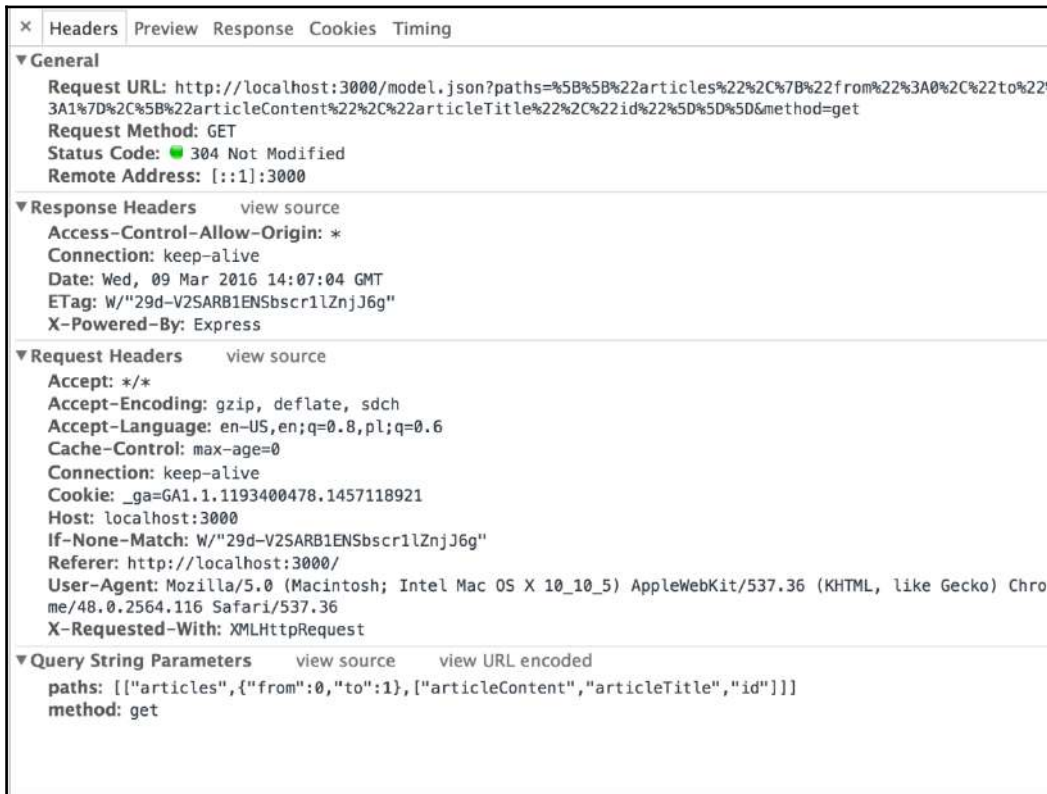 × Headers Preview Response Cookies Timing
▼General
Request URL: http://localhost:3000/model.json?paths=%5B%5B%22articles%22%2C%7B%22from%22%3A0%2C%22to%22%
3A1%7D%2C%5B%22articleContent%22%2C%22articleTitle%22%2C%22id%22%5D%5D%5D&method=get
Request Method: GET
Status Code: 304 Not Modified
Remote Address: [::1]:3000
▼Response Headers view source
Access-Control-Allow-Origin: *
Connection: keep-alive
Date: Wed, 09 Mar 2016 14:07:04 GMT
ETag: W/"29d-V2SARB1ENSbscr1lZnjJ6g"
X-Powered-By: Express
▼Request Headers view source
Accept: */*
Accept-Encoding: gzip, deflate, sdch
Accept-Language: en-US,en;q=0.8,pl;q=0.6
Cache-Control: max-age=0
Connection: keep-alive
Cookie: _ga=GA1.1.1193400478.1457118921
Host: localhost:3000
If-None-Match: W/"29d-V2SARB1ENSbscr1lZnjJ6g"
Referer: http://localhost:3000/
User-Agent: Mozilla/5.0 (Macintosh; Intel Mac OS X 10_10_5) AppleWebKit/537.36 (KHTML, like Gecko) Chro
me/48.0.2564.116 Safari/537.36
X-Requested-With: XMLHttpRequest
▼Query String Parameters view source view URL encoded
paths: [["articles",{"from":0,"to":1},["articleContent","articleTitle","id"]]]
method: get